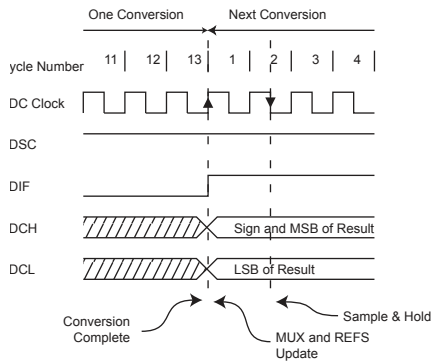 One Conversion Next Conversion
ycle Number 11 12 13 1 2 3 4
DC Clock
DSC
DIF
DCH Sign and MSB of Result
DCL LSB of Result
Sample & Hold
Conversion
Complete
MUX and REFS
Update